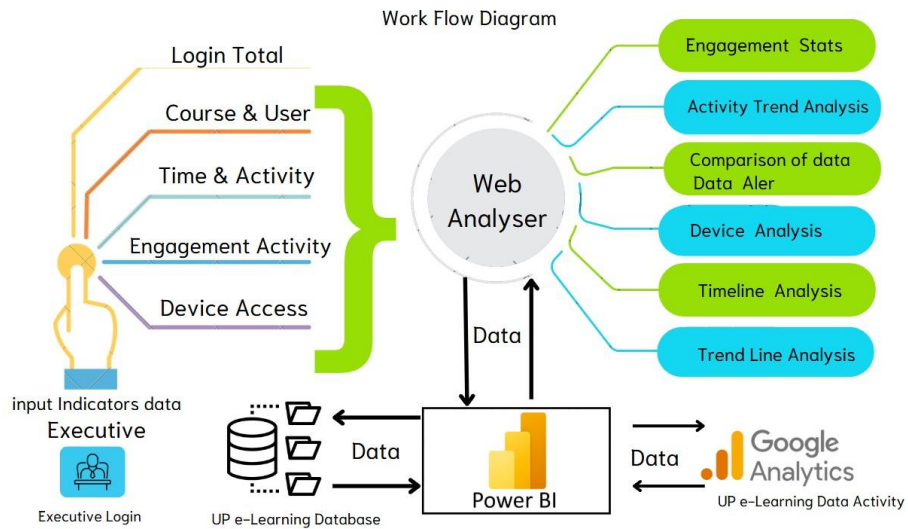 Work Flow Diagram
Login Total
Course & User
Time & Activity
Engagement Activity
Device Access
input Indicators data
Executive
Executive Login
Web
Analyser
Engagement Stats
Activity Trend Analysis
Comparison of data
Data Aler
Device Analysis
Timeline Analysis
Trend Line Analysis
Data
Data
UP e-Learning Database
Power BI
Data
Google
Analytics
UP e-Learning Data Activity